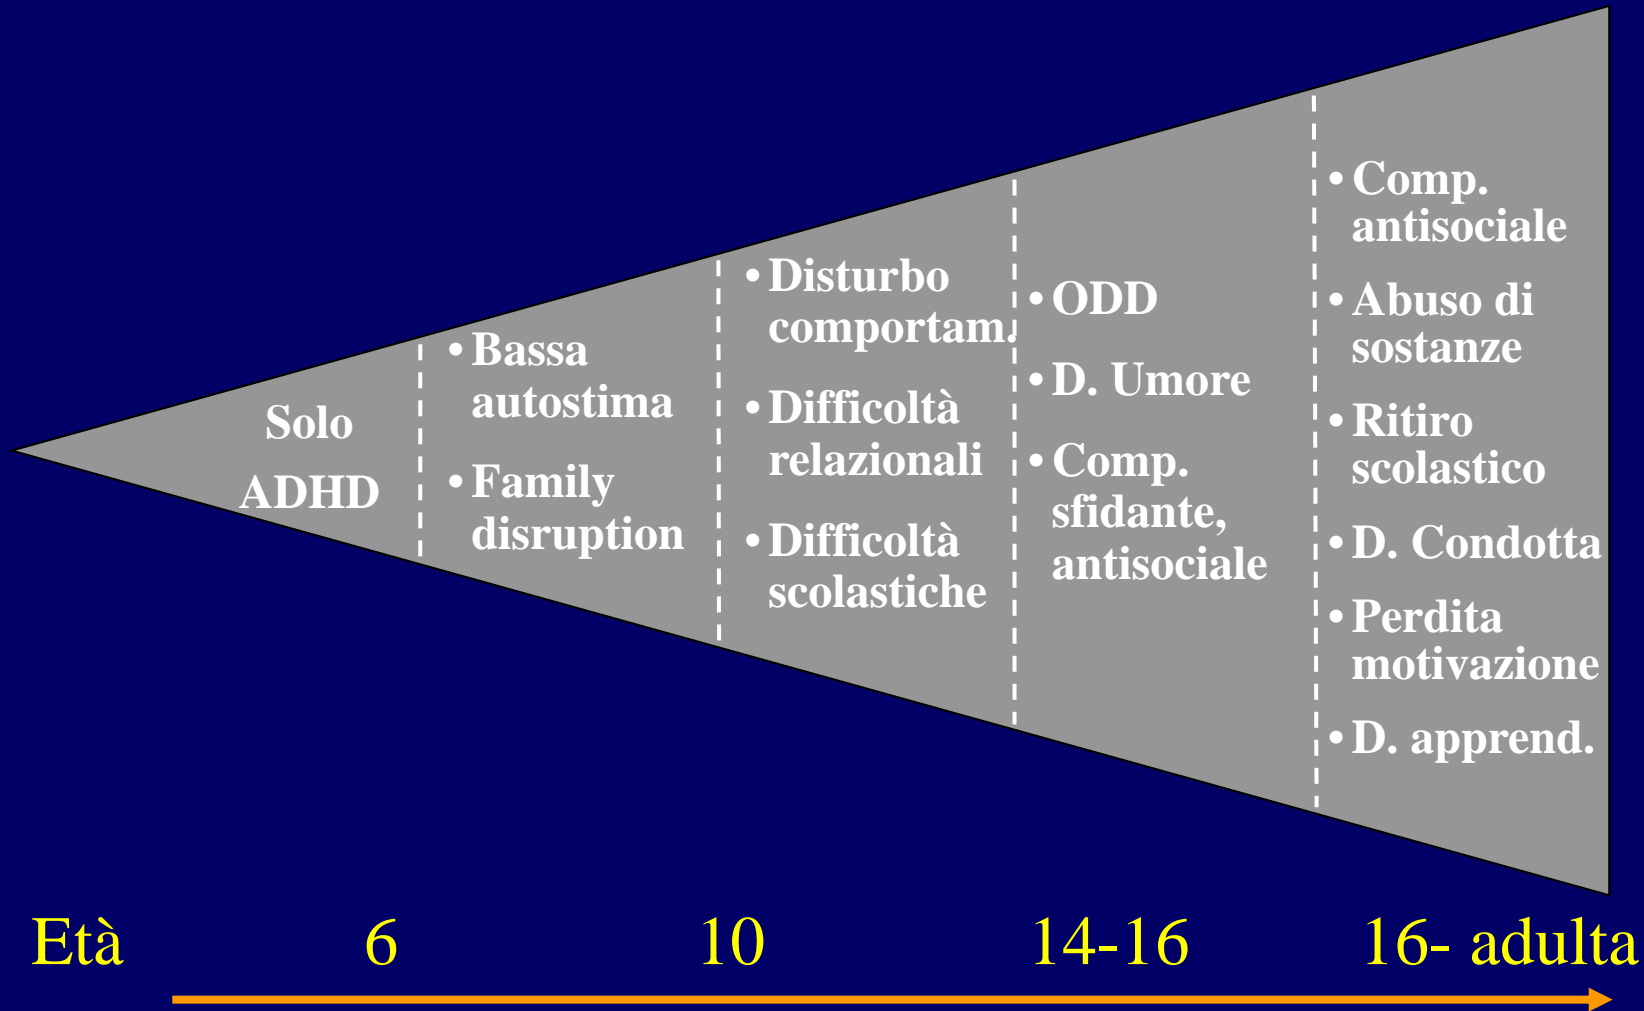 Solo
ADHD
• Bassa
autostima
• Family
disruption
• Disturbo
comportam.
• Difficoltà
relazionali
• Difficoltà
scolastiche
• ODD
• D. Umore
• Comp.
sfidante,
antisociale
• Comp.
antisociale
• Abuso di
sostanze
• Ritiro
scolastico
• D. Condotta
• Perdita
motivazione
• D. apprend.
Età 6 10 14-16 16- adulta